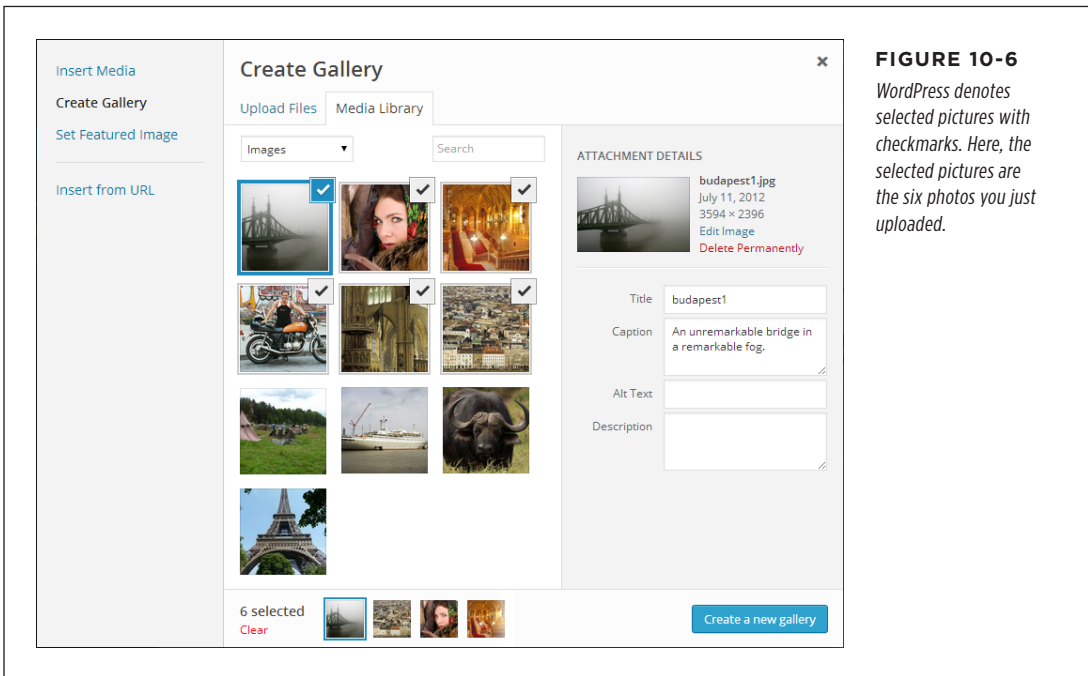 Insert Media
Create Gallery
Set Featured Image
Insert from URL
Create Gallery
Upload Files
Media Library
Images
Search
ATTACHMENT DETAILS
budapest1.jpg
July 11, 2012
3594 × 2396
Edit Image
Delete Permanently
Title
budapest1
Caption
An unremarkable bridge in
a remarkable fog.
Alt Text
Description
6 selected
Clear
Create a new gallery
FIGURE 10-6
WordPress denotes
selected pictures with
checkmarks. Here, the
selected pictures are
the six photos you just
uploaded.